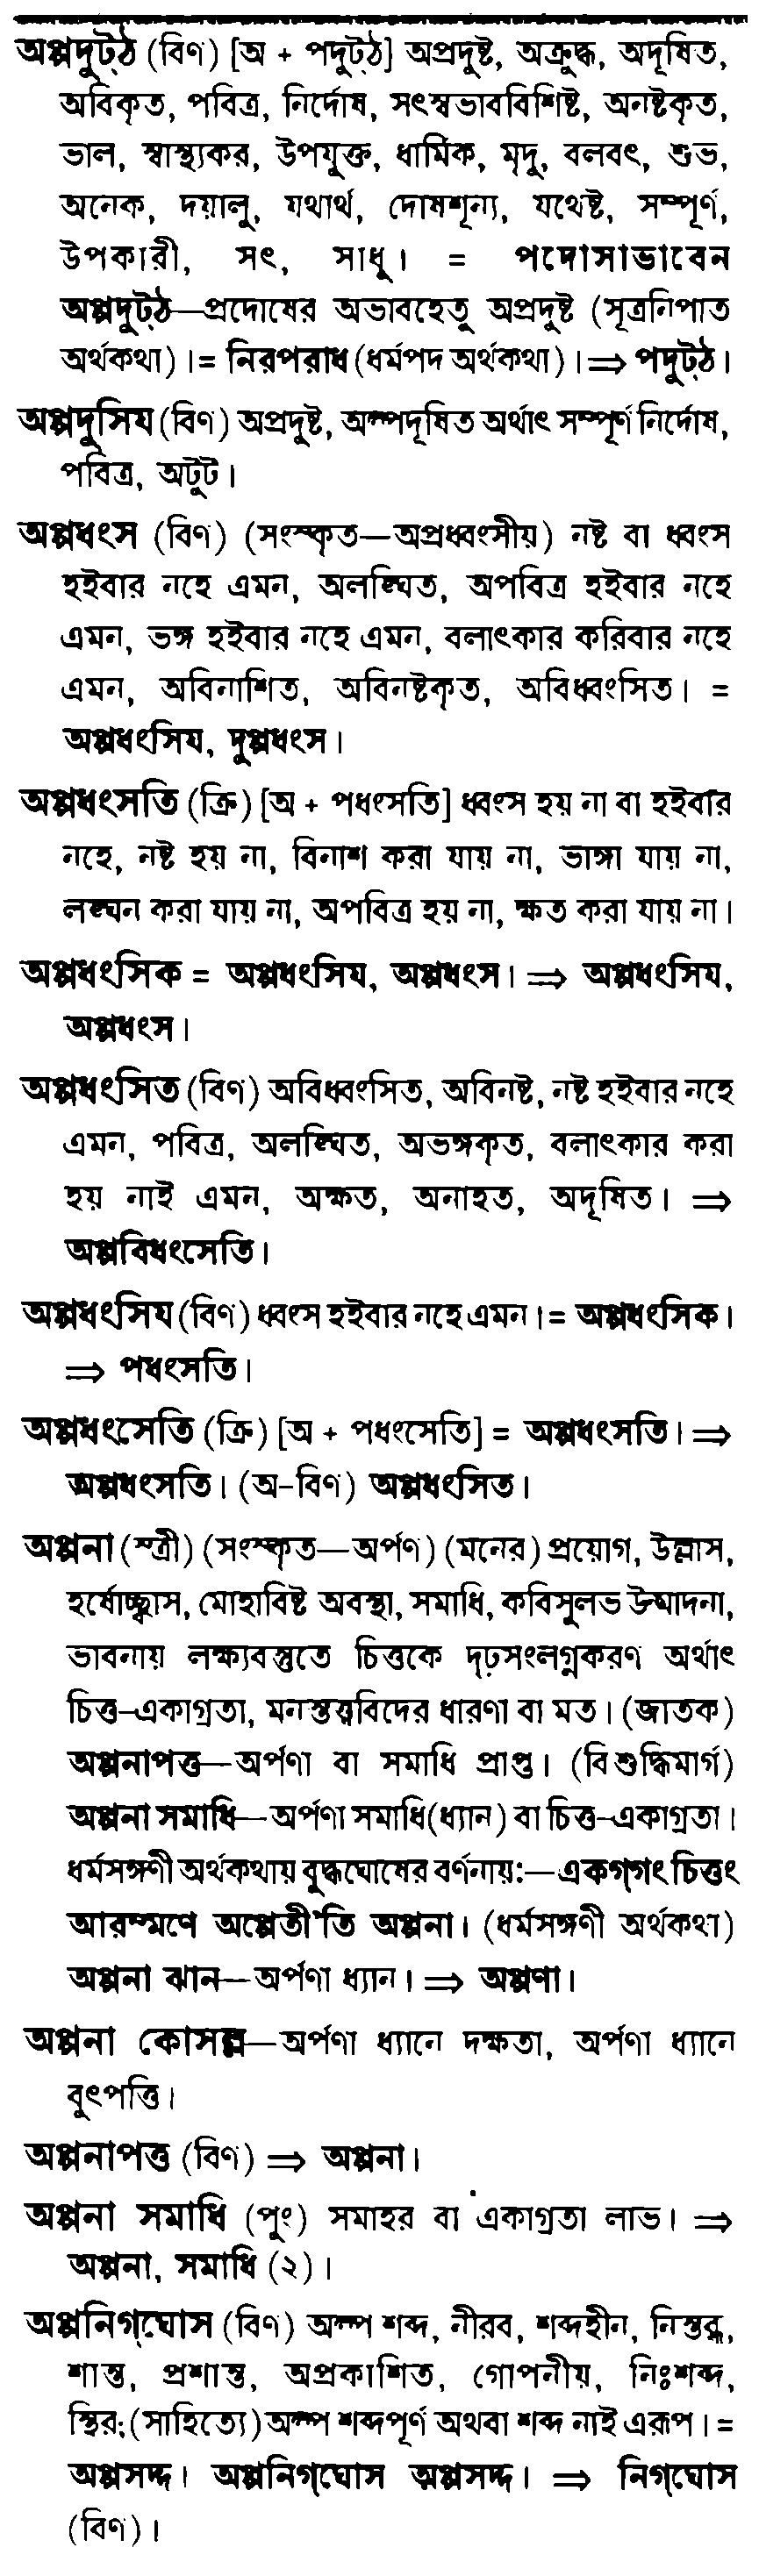 অপ্পদুট্‌ঠ (বিণ) [অ + পদুট্‌ঠ] অপ্রদুষ্ট, অক্রুদ্ধ, অদূষিত,
অবিকৃত, পবিত্র, নির্দোষ, সৎস্বভাববিশিষ্ট, অনষ্টকৃত,
ভাল, স্বাস্থ্যকর, উপযুক্ত, ধার্মিক, মৃদু, বলবৎ, শুভ,
অনেক, দয়ালু, যথার্থ, দোষশূন্য, যথেষ্ট, সম্পূর্ণ,
উপকারী, সৎ, সাধু। = পদোসাভাবেন
অপ্পদুট্‌ঠ—প্রদোষের অভাবহেতু অপ্রদুষ্ট (সূত্রনিপাত
অর্থকথা)।= নিরপরাধ (ধর্মপদ অর্থকথা)।⇒ পদুট্‌ঠ।
অপ্পদুসিয (বিণ) অপ্রদুষ্ট, অস্পদূষিত অর্থাৎ সম্পূর্ণ নির্দোষ,
পবিত্র, অটুট।
অপ্পধংস (বিণ) (সংস্কৃত—অপ্রধ্বংসীয়) নষ্ট বা ধ্বংস
হইবার নহে এমন, অলঙ্ঘিত, অপবিত্র হইবার নহে
এমন, ভঙ্গ হইবার নহে এমন, বলাৎকার করিবার নহে
এমন, অবিনাশিত, অবিনষ্টকৃত, অবিধ্বংসিত। =
অপ্পধংসিয, দুপ্পধংস।
অপ্পধংসতি (ক্রি) [অ + পধংসতি] ধ্বংস হয় না বা হইবার
নহে, নষ্ট হয় না, বিনাশ করা যায় না, ভাঙ্গা যায় না,
লঙ্ঘন করা যায় না, অপবিত্র হয় না, ক্ষত করা যায় না।
অপ্পধংসিক = অপ্পধংসিয, অপ্পধংস। ⇒ অপ্পধংসিয,
অপ্পধংস।
অপ্পধংসিত (বিণ) অবিধ্বংসিত, অবিনষ্ট, নষ্ট হইবার নহে
এমন, পবিত্র, অলঙ্ঘিত, অভঙ্গকৃত, বলাৎকার করা
হয় নাই এমন, অক্ষত, অনাহত, অদূষিত। ⇒
অপ্পবিধংসেতি।
অপ্পধংসিয (বিণ) ধ্বংস হইবার নহে এমন।= অপ্পধংসিক।
⇒ পধংসতি।
অপ্পধংসেতি (ক্রি) [অ + পধংসেতি] = অপ্পধংসতি। ⇒
অপ্পধংসতি। (অ-বিণ) অপ্পধংসিত।
অপ্পনা (স্ত্রী) (সংস্কৃত—অর্পণ) (মনের) প্রয়োগ, উল্লাস,
হর্ষোচ্ছ্বাস, মোহাবিষ্ট অবস্থা, সমাধি, কবিসুলভ উন্মাদনা,
ভাবনায় লক্ষ্যবস্তুতে চিত্তকে দৃঢ়সংলগ্নকরণ অর্থাৎ
চিত্ত-একাগ্রতা, মনস্তত্ত্ববিদের ধারণা বা মত। (জাতক)
অপ্পনাপত্ত—অর্পণা বা সমাধি প্রাপ্ত। (বিশুদ্ধিমার্গ)
অপ্পনা সমাধি—অর্পণা সমাধি(ধ্যান) বা চিত্ত-একাগ্রতা।
ধর্মসঙ্গণী অর্থকথায় বুদ্ধঘোষের বর্ণনায়:—একগ্‌গং চিত্তং
আরম্মণে অপ্পেতী'তি অপ্পনা। (ধর্মসঙ্গণী অর্থকথা)
অপ্পনা ঝান—অর্পণা ধ্যান। ⇒ অপ্পণা।
অপ্পনা কোসল্ল—অর্পণা ধ্যানে দক্ষতা, অর্পণা ধ্যানে
বুৎপত্তি।
অপ্পনাপত্ত (বিণ) ⇒ অপ্পনা।
অপ্পনা সমাধি (পুং) সমাহর বা একাগ্রতা লাভ। ⇒
অপ্পনা, সমাধি (২)।
অপ্পনিগ্‌ঘোস (বিণ) অল্প শব্দ, নীরব, শব্দহীন, নিস্তব্ধ,
শান্ত, প্রশান্ত, অপ্রকাশিত, গোপনীয়, নিঃশব্দ,
স্থির; (সাহিত্যে) অল্প শব্দপূর্ণ অথবা শব্দ নাই এরূপ। =
অপ্পসদ্দ। অপ্পনিগ্‌ঘোস অপ্পসদ্দ। ⇒ নিগ্‌ঘোস
(বিণ)।